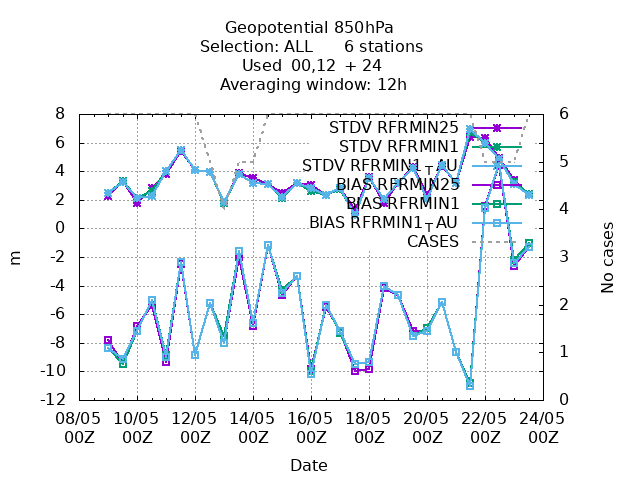 Geopotential 850hPa
Selection: ALL 6 stations
Used 00,12 + 24
Averaging window: 12h
8
6
4
2
0
-2
-4
-6
-8
-10
-12
m
6
5
4
3
2
1
0
No cases
STDV RFRMIN25
STDV RFRMIN1
STDV RFRMIN1TAU
BIAS RFRMIN25
BIAS RFRMIN1
BIAS RFRMIN1TAU
CASES
08/05 10/05 12/05 14/05 16/05 18/05 20/05 22/05 24/05
00Z 00Z 00Z 00Z 00Z 00Z 00Z 00Z 00Z
Date